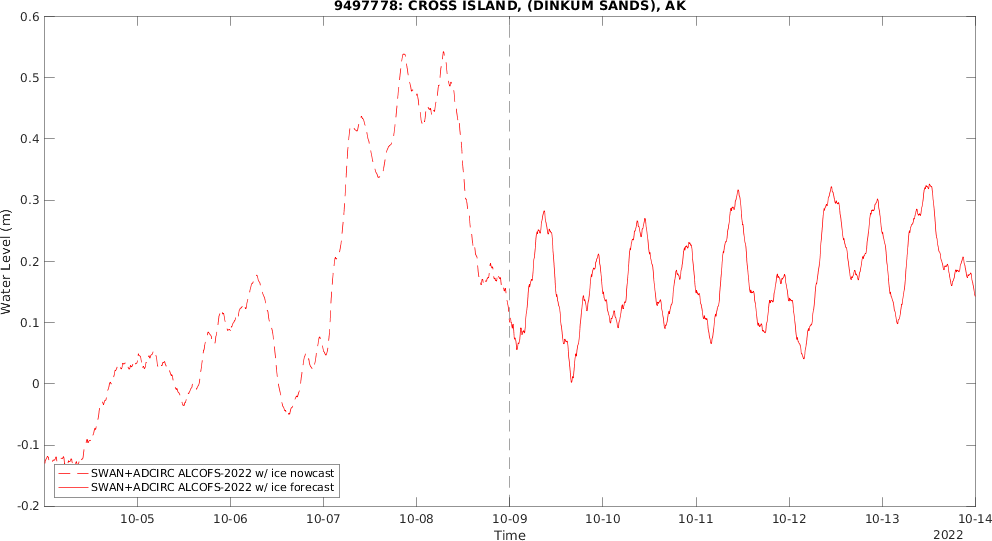 9497778: CROSS ISLAND, (DINKUM SANDS), AK
0.6
0.5
0.4
0.3
0.2
0.1
0
-0.1
-0.2
Water Level (m)
SWAN+ADCIRC ALCOFS-2022 w/ ice nowcast
SWAN+ADCIRC ALCOFS-2022 w/ ice forecast
10-05 10-06 10-07 10-08 10-09 10-10 10-11 10-12 10-13 10-14
Time
2022